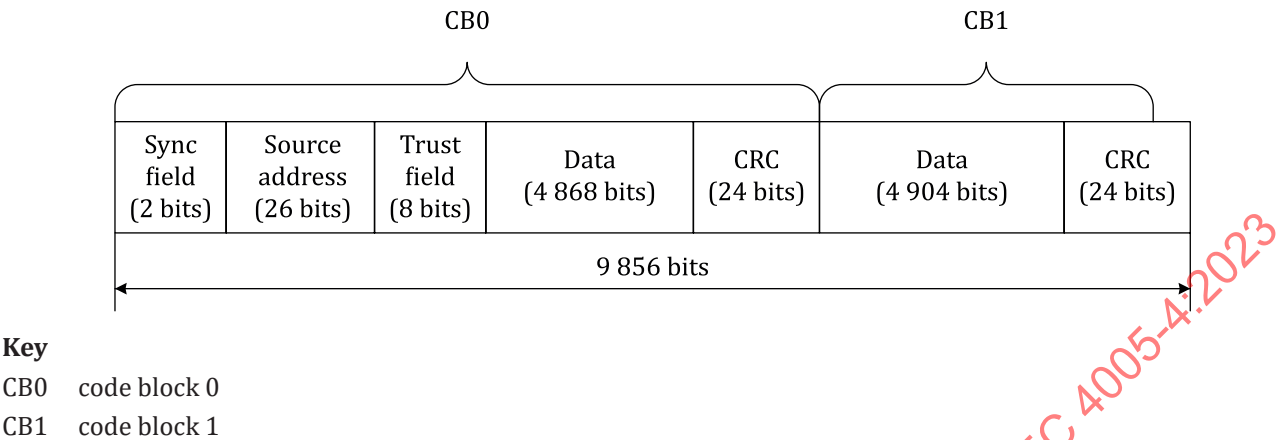 CB0 CB1
Sync field (2 bits)
Source address (26 bits)
Trust field (8 bits)
Data (4 868 bits)
CRC (24 bits)
Data (4 904 bits)
CRC (24 bits)
9 856 bits
Key
CB0 code block 0
CB1 code block 1
C 4005-4:2023